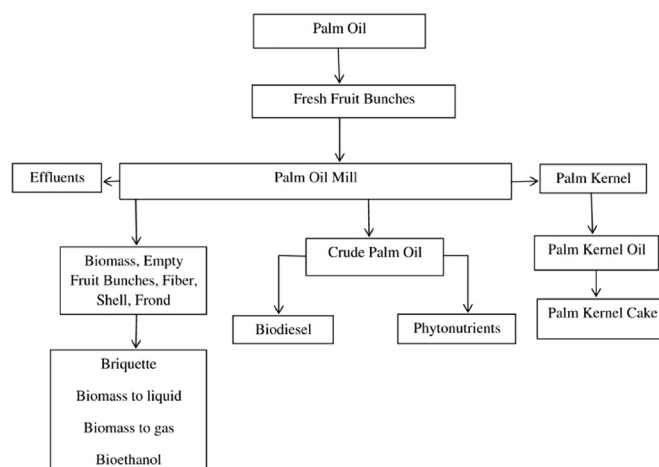 Palm Oil
Fresh Fruit Bunches
Effluents
Palm Oil Mill
Palm Kernel
Biomass, Empty
Fruit Bunches, Fiber,
Shell, Frond
Crude Palm Oil
Palm Kernel Oil
Biodiesel
Phytonutrients
Palm Kernel Cake
Briquette
Biomass to liquid
Biomass to gas
Bioethanol